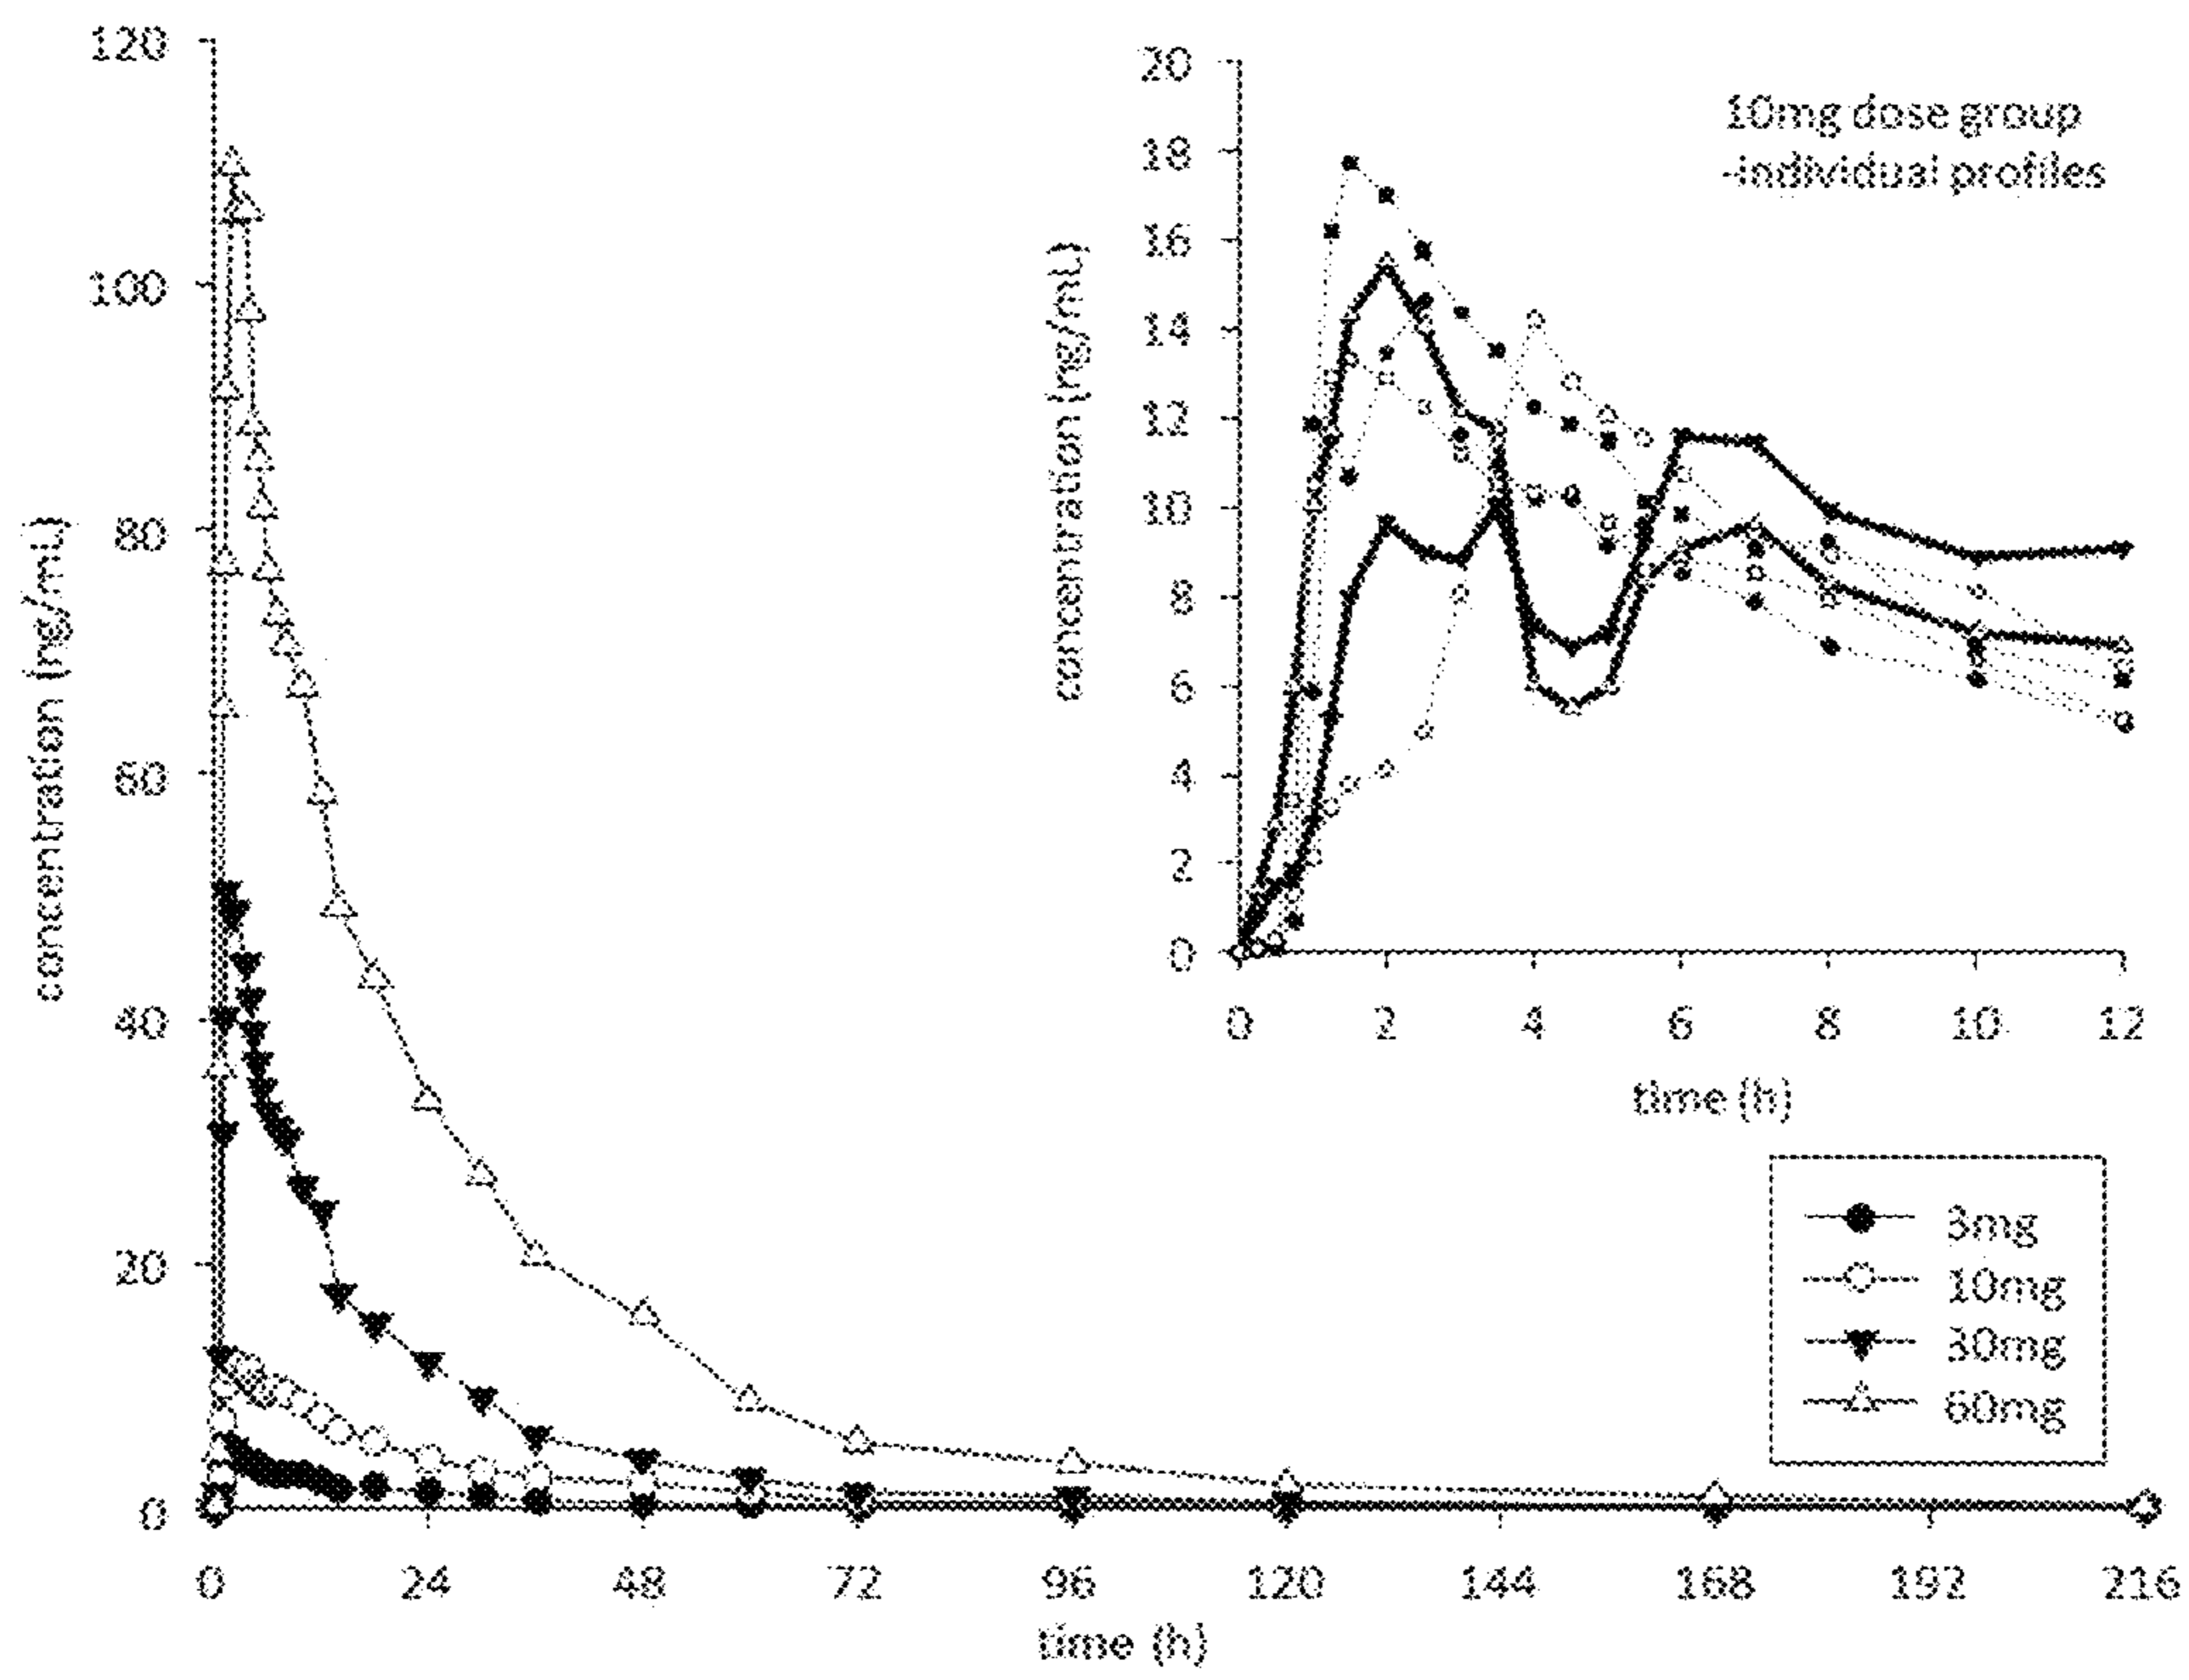 120
100
80
60
40
20
0
concentration (ng/mL)
0 24 48 72 96 120 144 168 192 216
time (h)
20
18
16
14
12
10
8
6
4
2
0
concentration (ng/mL)
0 2 4 6 8 10 12
time (h)
10mg dose group
-individual profiles
3mg
10mg
30mg
60mg